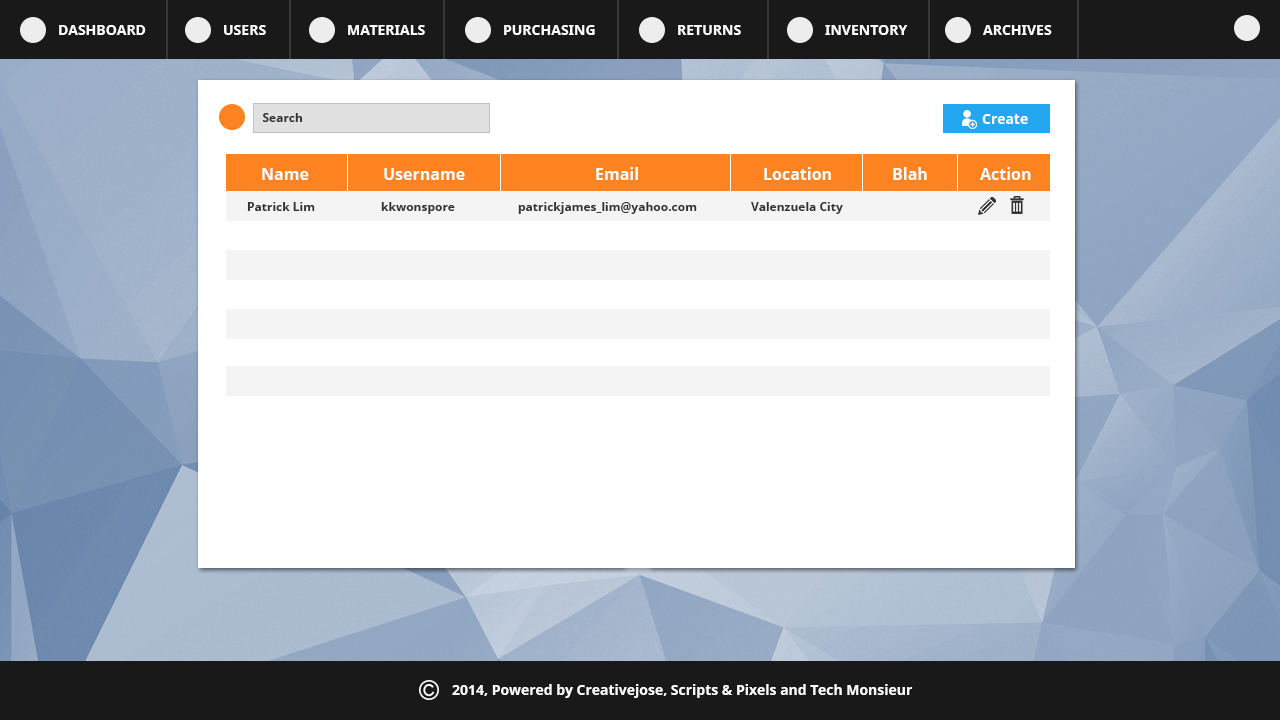 DASHBOARD USERS MATERIALS PURCHASING RETURNS INVENTORY ARCHIVES
Search Create
Name Username Email Location Blah Action
Patrick Lim kkwonspore patrickjames_lim@yahoo.com Valenzuela City
© 2014, Powered by Creativejose, Scripts & Pixels and Tech Monsieur